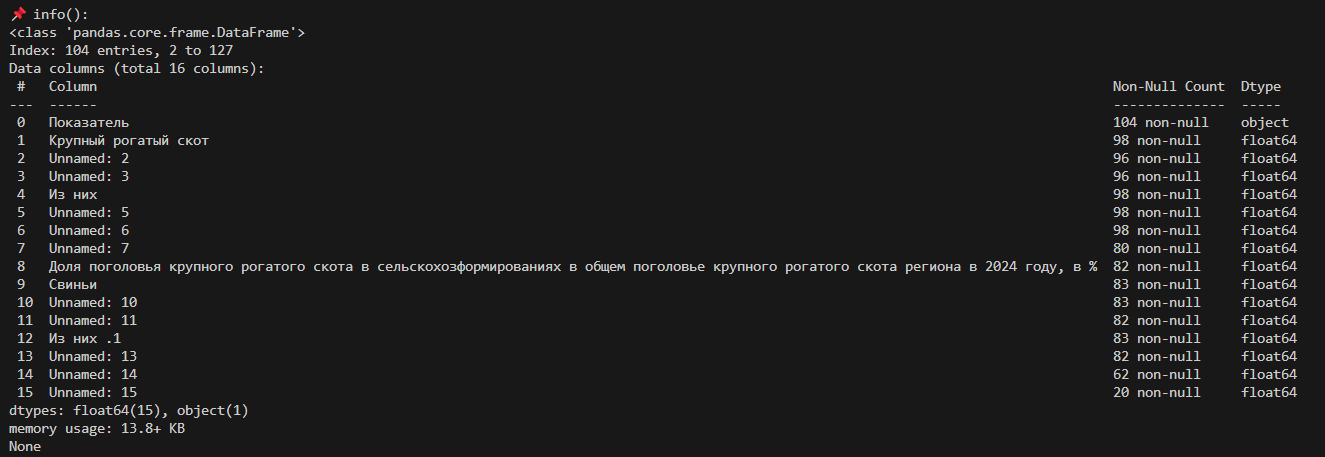 📌 info():
<class 'pandas.core.frame.DataFrame'>
Index: 104 entries, 2 to 127
Data columns (total 16 columns):
 #   Column   Non-Null Count  Dtype
---  ------   --------------  -----
 0   Показатель   104 non-null    object
 1   Крупный рогатый скот   98 non-null     float64
 2   Unnamed: 2   96 non-null     float64
 3   Unnamed: 3   96 non-null     float64
 4   Из них   98 non-null     float64
 5   Unnamed: 5   98 non-null     float64
 6   Unnamed: 6   98 non-null     float64
 7   Unnamed: 7   80 non-null     float64
 8   Доля поголовья крупного рогатого скота в сельскохозформированиях в общем поголовье крупного рогатого скота региона в 2024 году, в %  82 non-null     float64
 9   Свиньи   83 non-null     float64
 10  Unnamed: 10   83 non-null     float64
 11  Unnamed: 11   82 non-null     float64
 12  Из них .1   83 non-null     float64
 13  Unnamed: 13   82 non-null     float64
 14  Unnamed: 14   62 non-null     float64
 15  Unnamed: 15   20 non-null     float64
dtypes: float64(15), object(1)
memory usage: 13.8+ KB
None